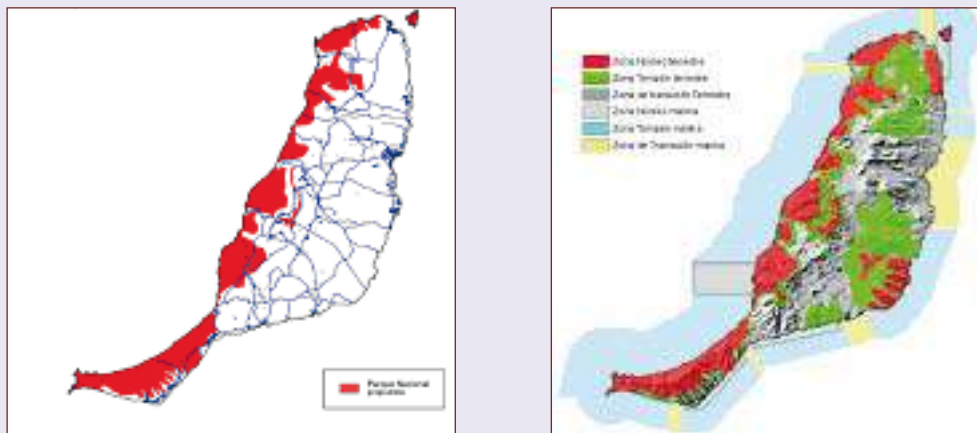 Parque Nacional
propuesto
Zona Núcleo terrestre
Zona Tampón terrestre
Zona de transición Terrestre
Zona Núcleo marina
Zona Tampón marina
Zona de Transición marina